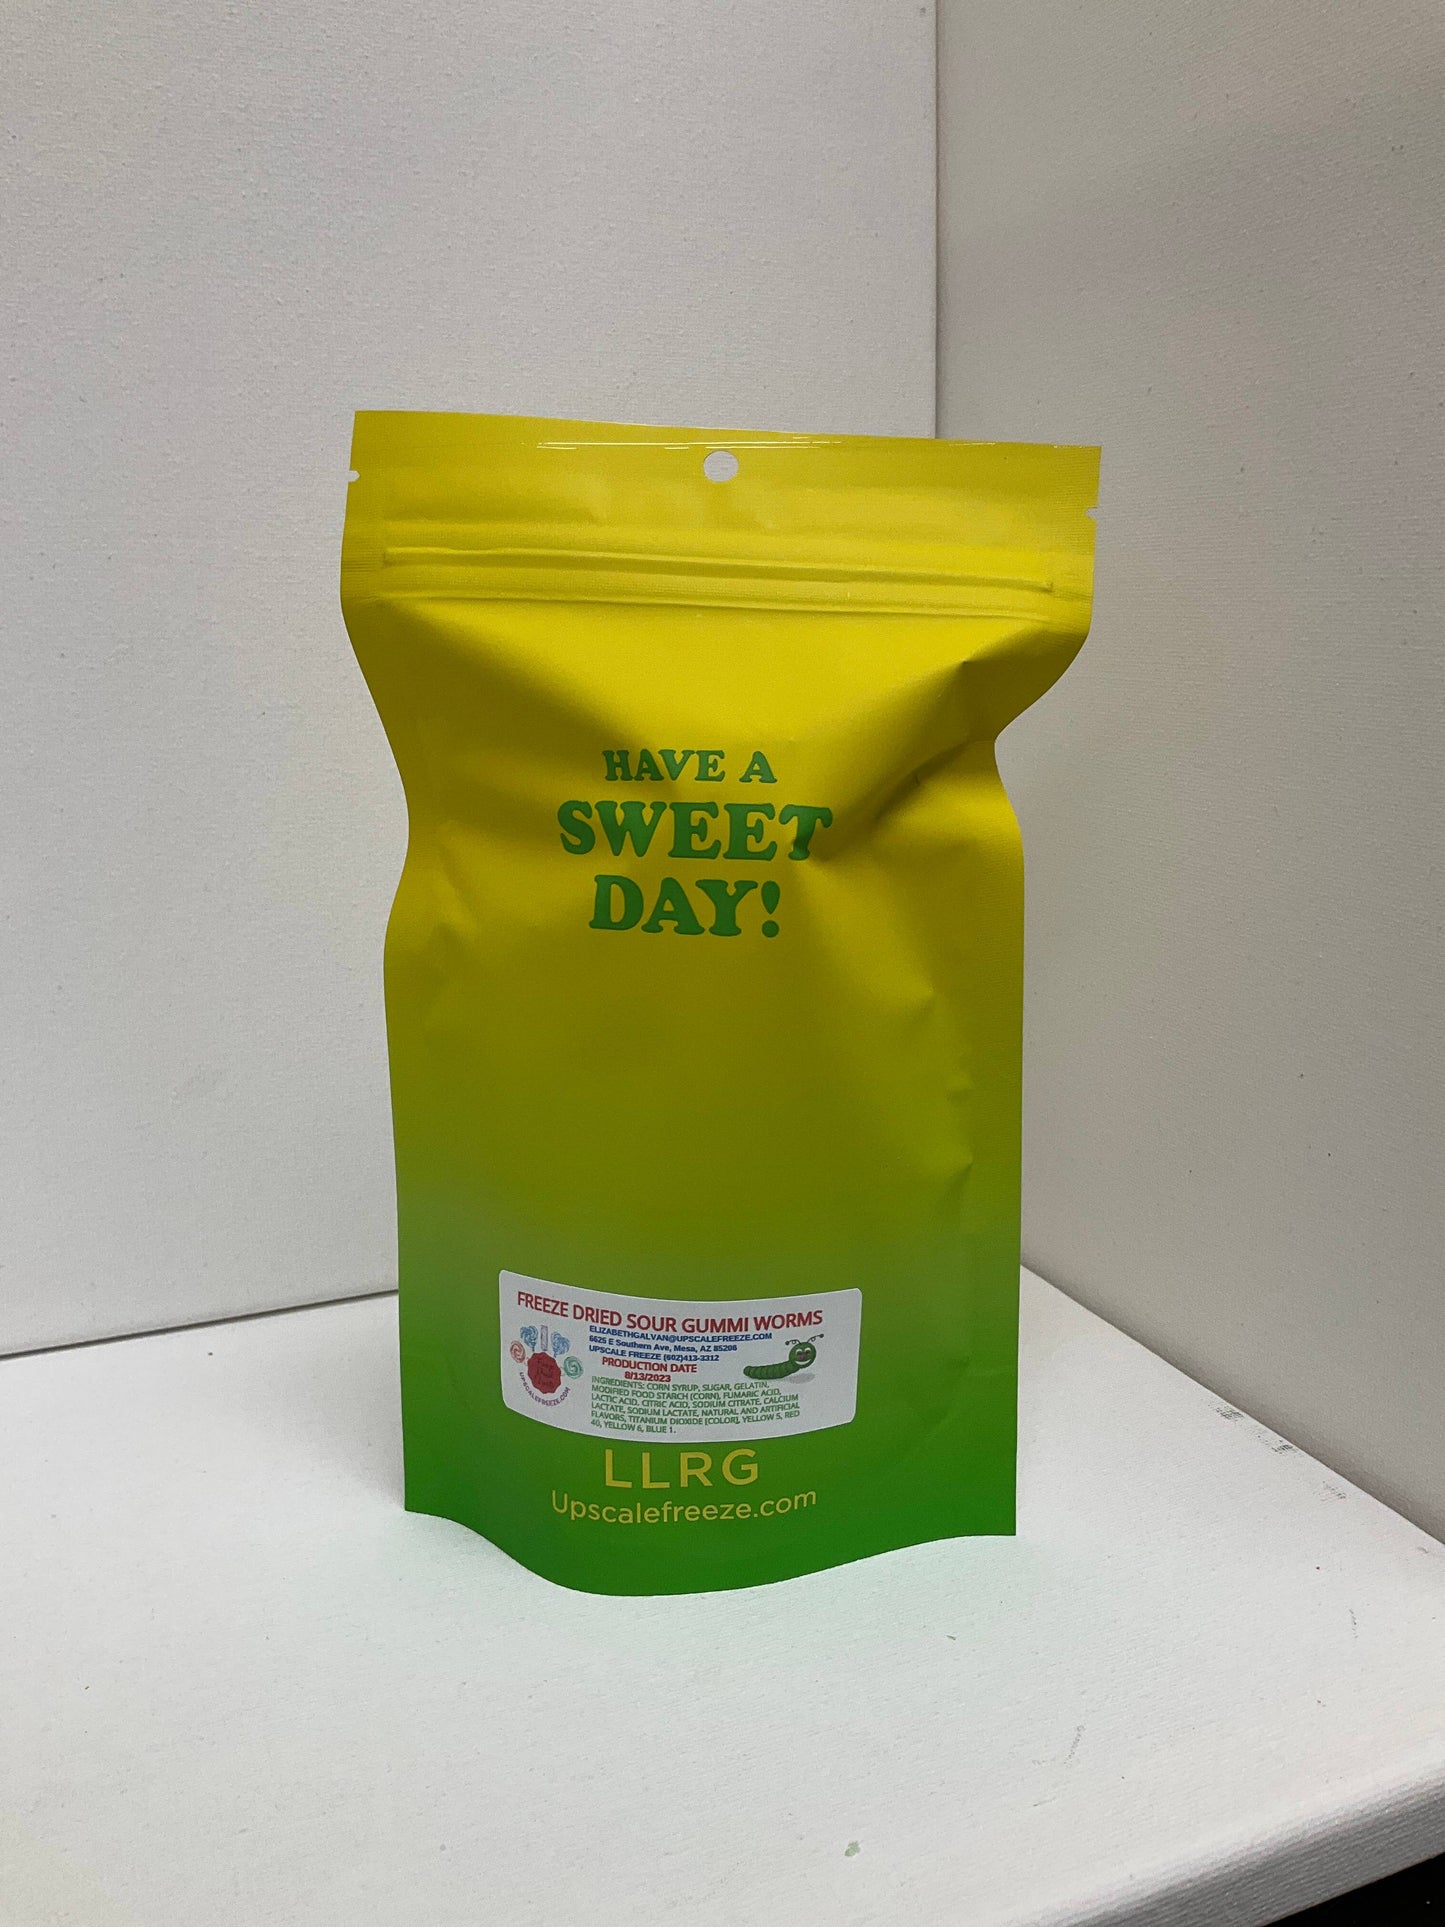 HAVE A
SWEET
DAY!
FREEZE DRIED SOUR GUMMI WORMS
ELIZABETHGALVAN@UPSCALEFREEZE.COM
6625 E Southern Ave, Mesa, AZ 85206
UPSCALE FREEZE (602)413-3312
PRODUCTION DATE
8/13/2023
INGREDIENTS: CORN SYRUP, SUGAR, GELATIN,
MODIFIED FOOD STARCH (CORN), FUMARIC ACID,
LACTIC ACID. CITRIC ACID, SODIUM CITRATE, CALCIUM
LACTATE, SODIUM LACTATE, NATURAL AND ARTIFICIAL
FLAVORS, TITANIUM DIOXIDE [COLOR], YELLOW 5, RED
40, YELLOW 6, BLUE 1.
UPSCALEFREEZE.COM
LLRG
Upscalefreeze.com